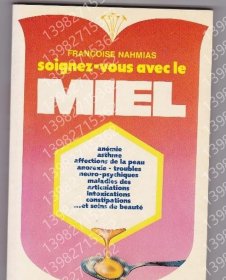 FRANÇOISE NAHMIAS
soignez-vous avec le
MIEL
anémie
asthme
affections de la peau
anorexie - troubles
neuro-psychiques
maladies des
articulations
intoxications
constipations
...et soins de beauté